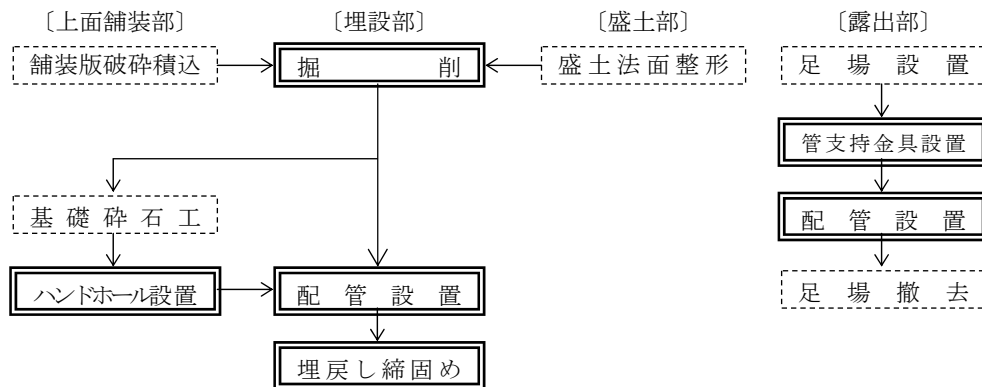 〔上面舗装部〕 〔埋設部〕 〔盛土部〕 〔露出部〕
舗装版破砕積込 掘削 盛土法面整形 足場設置
管支持金具設置
基礎砕石工 配管設置
ハンドホール設置 配管設置 足場撤去
埋戻し締固め